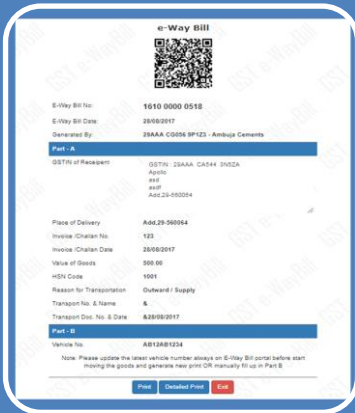 e-Way Bill
E-Way Bill No: 1610 0000 0518
E-Way Bill Date: 28/08/2017
Generated By: 29AAA CG056 9P1Z3 - Ambuja Cements
Part - A
GSTIN of Receipent GSTIN : 29AAA CA544 3N5ZA
Apollo
asd
asdf
Add,29-560064
Place of Delivery Add,29-560064
Invoice /Challan No. 123
Invoice /Challan Date 28/08/2017
Value of Goods 500.00
HSN Code 1001
Reason for Transportation Outward / Supply
Transport No. & Name &
Transport Doc. No. & Date &28/08/2017
Part - B
Vehicle No. AB12AB1234
Note: Please update the latest vehicle number always on E-Way Bill portal before start
moving the goods and generate new print OR manually fill up in Part B
Print Detailed Print Exit